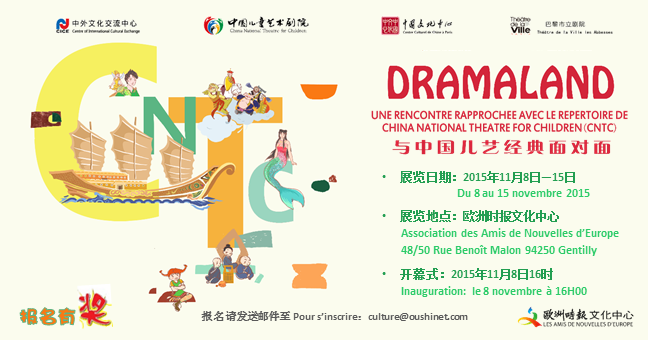 中外文化交流中心
CICE Centre of International Cultural Exchange
中国儿童艺术剧院
China National Theatre for Children
中国文化中心
Centre Culturel de Chine à Paris
Théâtre de la Ville
巴黎市立剧院
Théâtre de la Ville les Abbesses
CNTC
DRAMALAND
UNE RENCONTRE RAPPROCHEE AVEC LE REPERTOIRE DE
CHINA NATIONAL THEATRE FOR CHILDREN(CNTC)
与中国儿艺经典面对面
• 展览日期：2015年11月8日—15日
Du 8 au 15 novembre 2015
• 展览地点：欧洲时报文化中心
Association des Amis de Nouvelles d’Europe
48/50 Rue Benoît Malon 94250 Gentilly
• 开幕式：2015年11月8日16时
Inauguration: le 8 novembre à 16H00
报名有奖
报名请发送邮件至 Pour s’inscrire：culture@oushinet.com
欧洲时报文化中心
LES AMIS DE NOUVELLES D'EUROPE